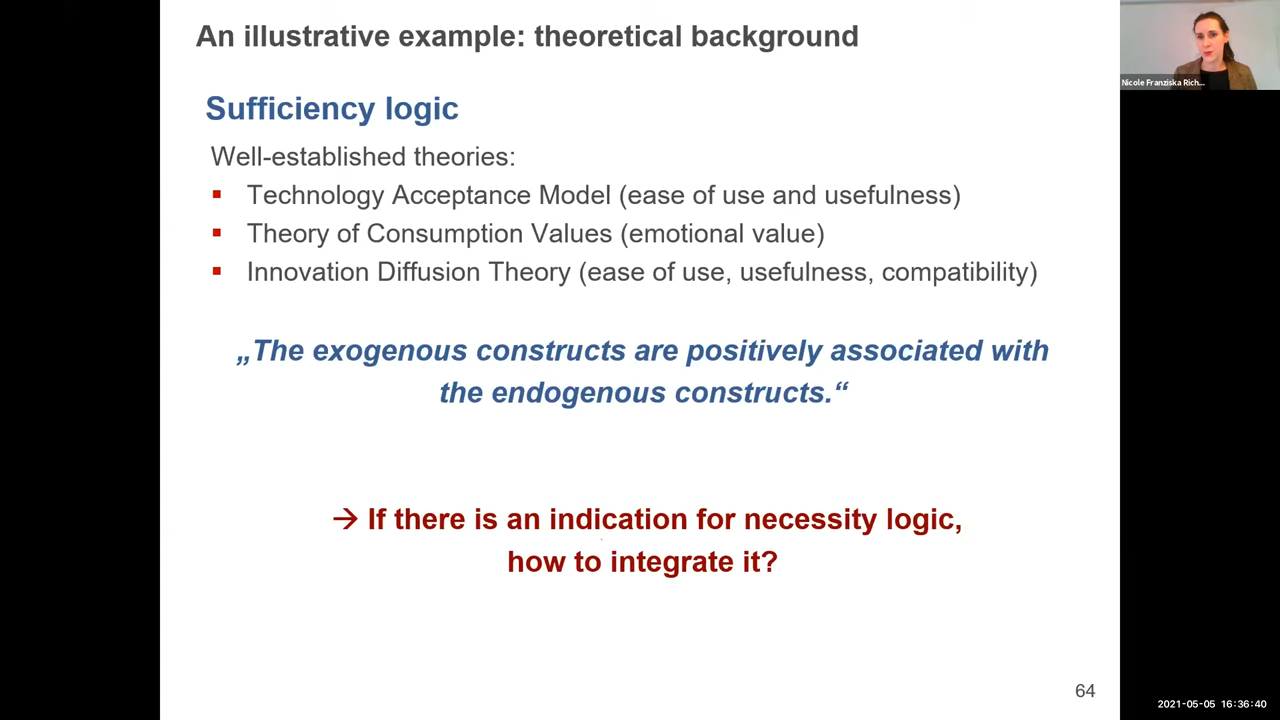 An illustrative example: theoretical background
Nicole Franziska Rich...
Sufficiency logic
Well-established theories:
▪ Technology Acceptance Model (ease of use and usefulness)
▪ Theory of Consumption Values (emotional value)
▪ Innovation Diffusion Theory (ease of use, usefulness, compatibility)
„The exogenous constructs are positively associated with
the endogenous constructs.“
→ If there is an indication for necessity logic,
how to integrate it?
64
2021-05-05 16:36:40